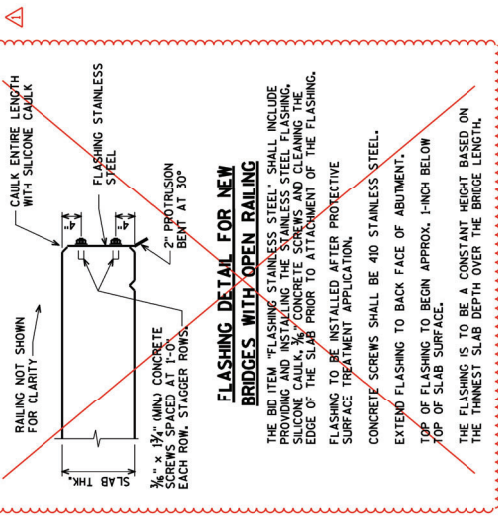 1
RAILING NOT SHOWN
FOR CLARITY
CAULK ENTIRE LENGTH
WITH SILICONE CAULK
4"
4"
FLASHING STAINLESS
STEEL
SLAB THK.
2" PROTRUSION
BENT AT 30°
3/16" x 1 3/4" (MIN) CONCRETE
SCREWS SPACED AT 1'-0"
EACH ROW. STAGGER ROWS.
FLASHING DETAIL FOR NEW
BRIDGES WITH OPEN RAILING
THE BID ITEM "FLASHING STAINLESS STEEL" SHALL INCLUDE
PROVIDING AND INSTALLING THE STAINLESS STEEL FLASHING,
SILICONE CAULK, 3/16" CONCRETE SCREWS AND CLEANING THE
EDGE OF THE SLAB PRIOR TO ATTACHMENT OF THE FLASHING.
FLASHING TO BE INSTALLED AFTER PROTECTIVE
SURFACE TREATMENT APPLICATION.
CONCRETE SCREWS SHALL BE 410 STAINLESS STEEL.
EXTEND FLASHING TO BACK FACE OF ABUTMENT.
TOP OF FLASHING TO BEGIN APPROX. 1-INCH BELOW
TOP OF SLAB SURFACE.
THE FLASHING IS TO BE A CONSTANT HEIGHT BASED ON
THE THINNEST SLAB DEPTH OVER THE BRIDGE LENGTH.